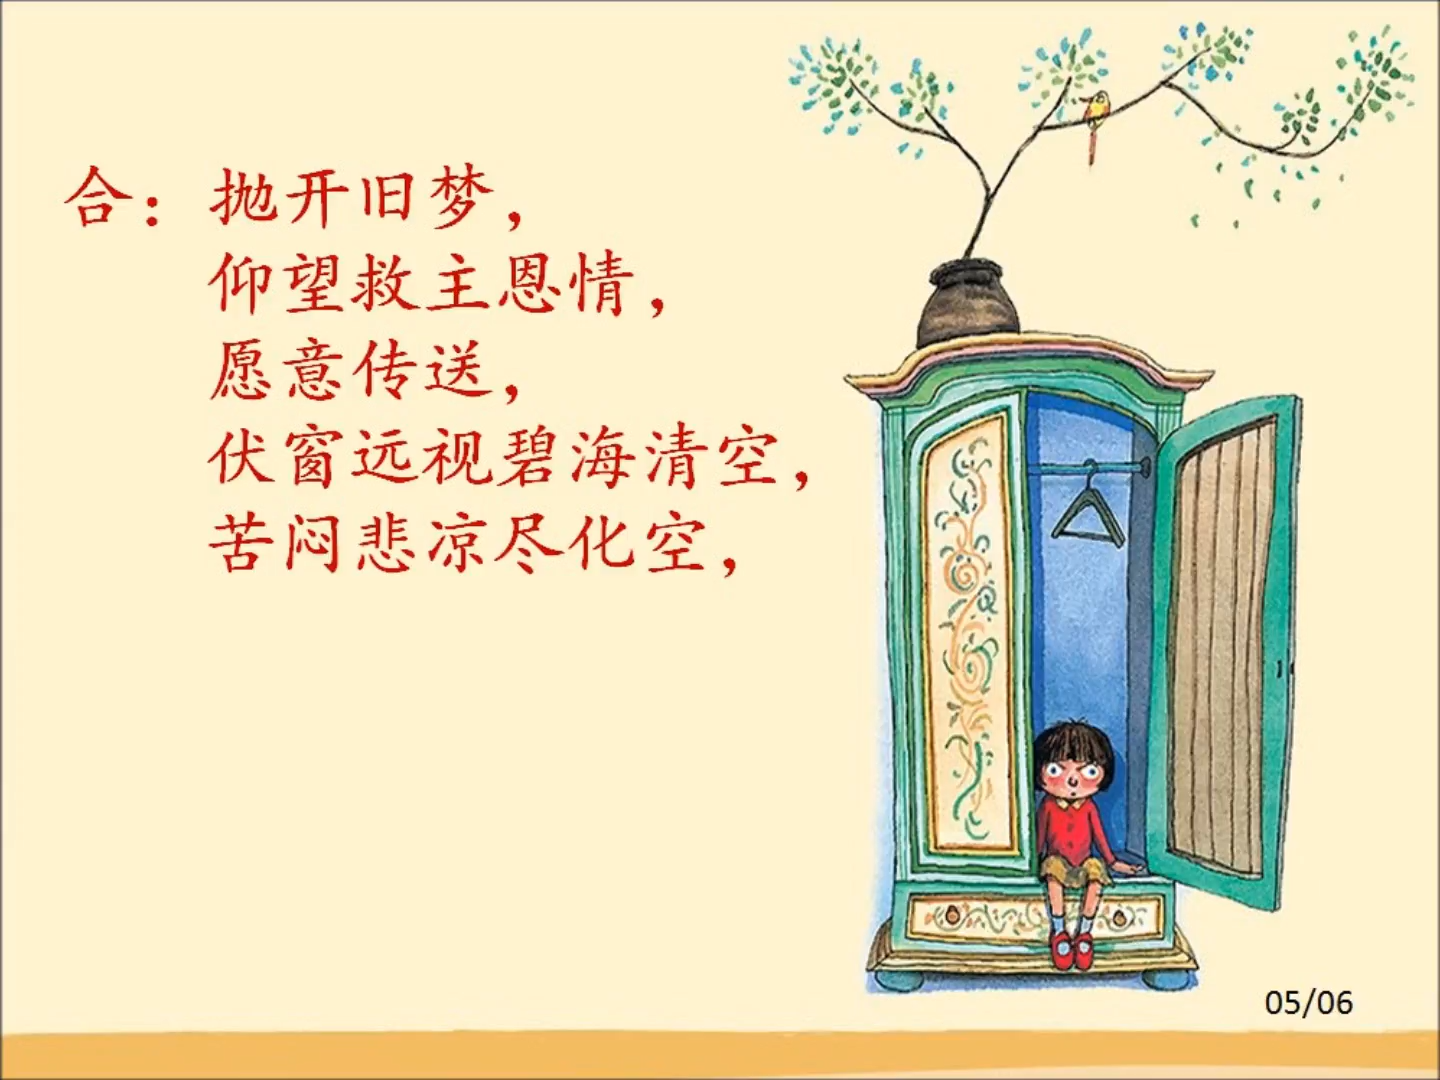 合：抛开旧梦，
仰望救主恩情，
愿意传送，
伏窗远视碧海清空，
苦闷悲凉尽化空，
05/06